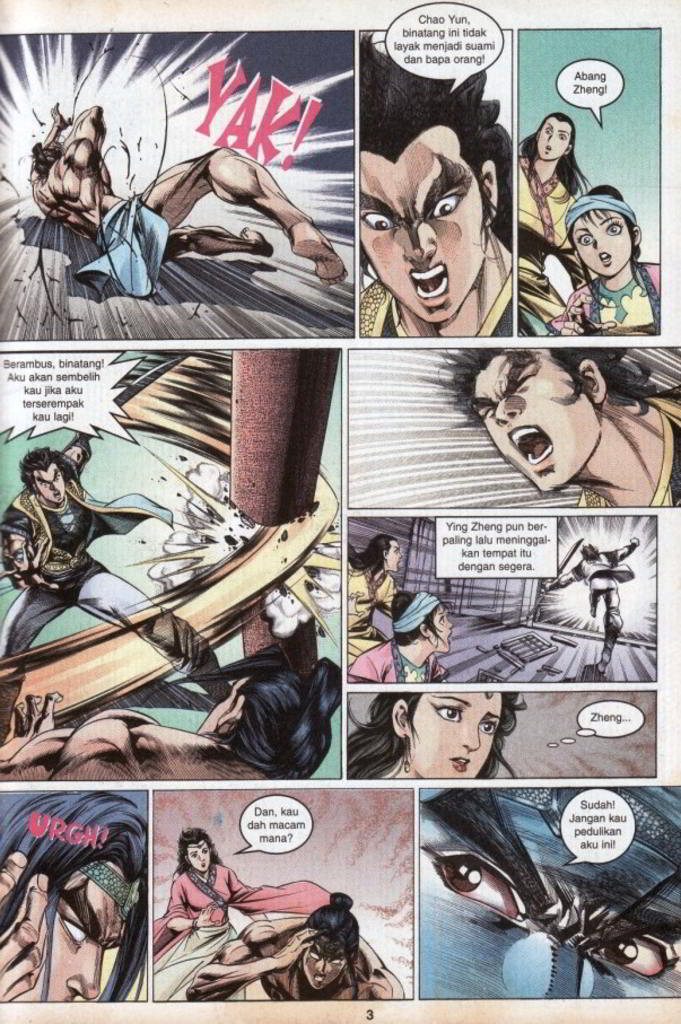 YAK!
Chao Yun,
binatang ini tidak
layak menjadi suami
dan bapa orang!
Abang
Zheng!
Berambus, binatang!
Aku akan sembelih
kau jika aku
terserempak
kau lagi!
Ying Zheng pun ber-
paling lalu meninggal-
kan tempat itu
dengan segera.
Zheng...
URGH!
Dan, kau
dah macam
mana?
Sudah!
Jangan kau
pedulikan
aku ini!
3